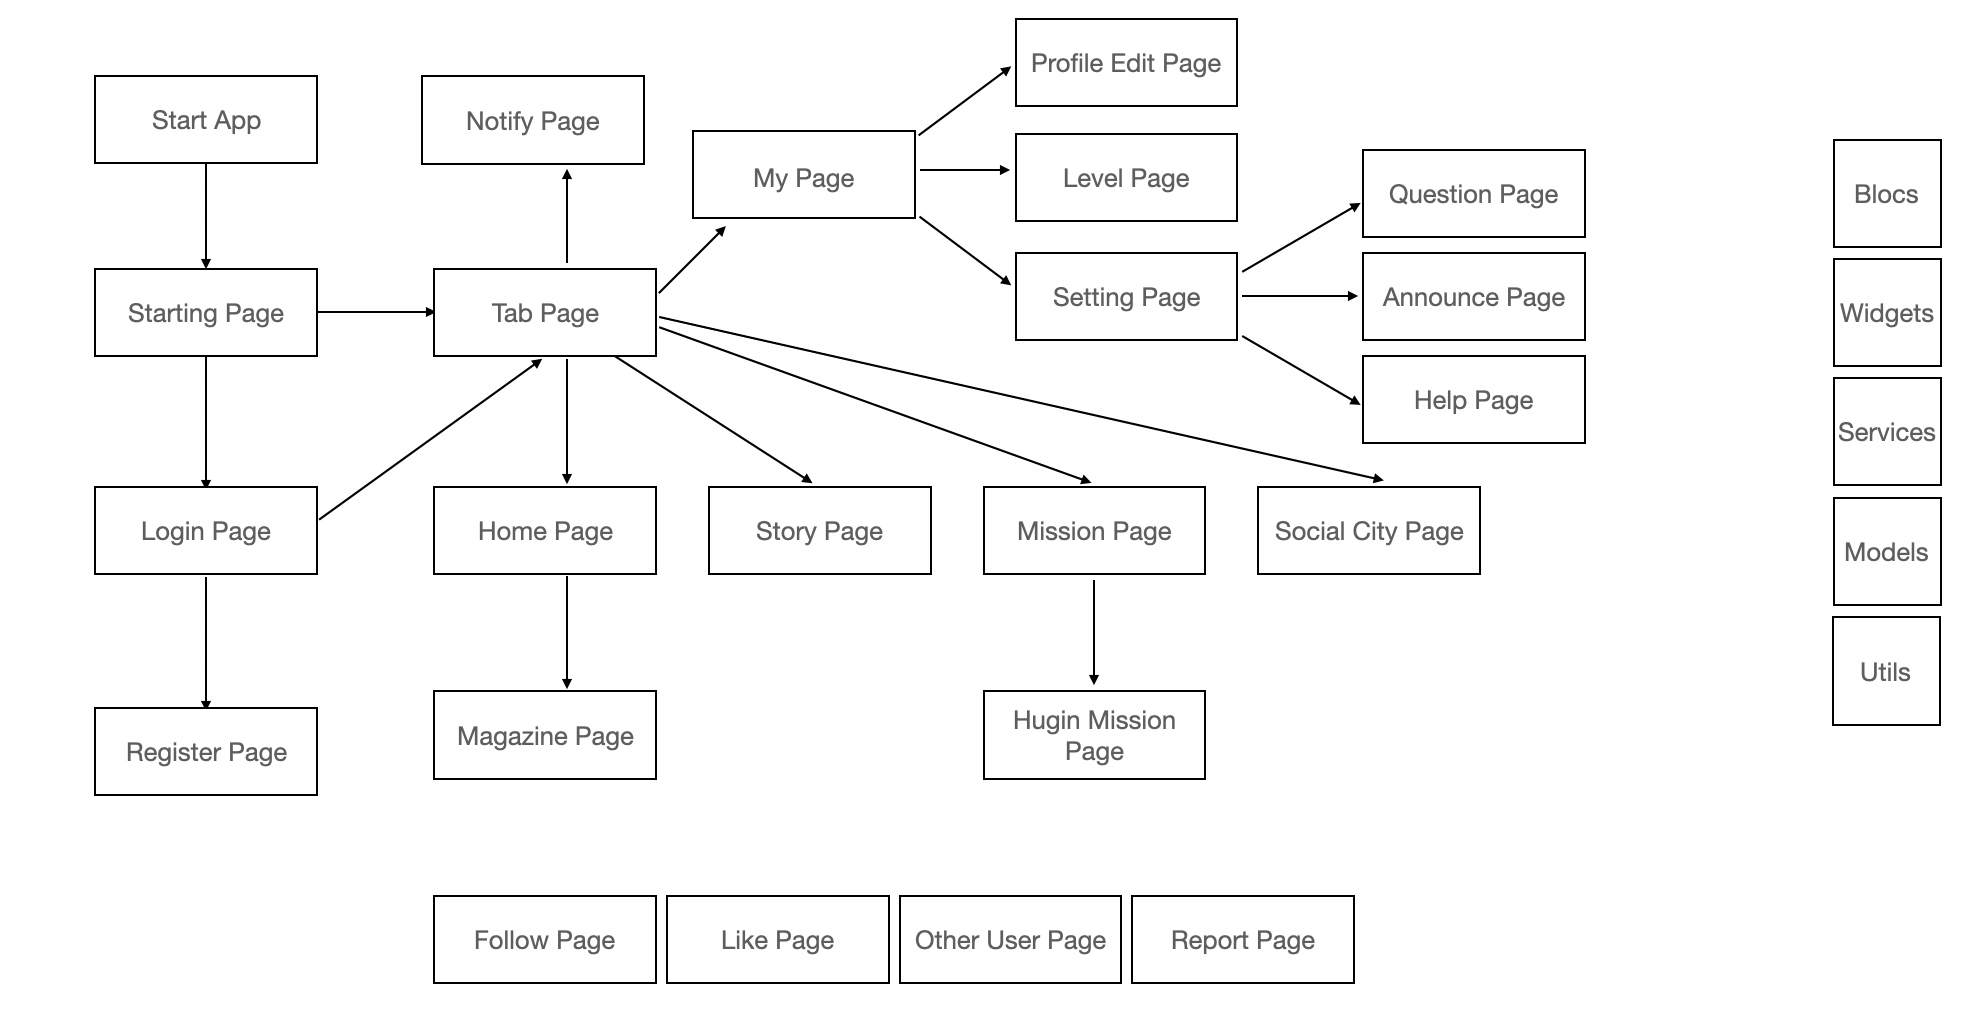 Profile Edit Page
Start App
Notify Page
My Page
Level Page
Question Page
Blocs
Starting Page
Tab Page
Setting Page
Announce Page
Widgets
Help Page
Services
Login Page
Home Page
Story Page
Mission Page
Social City Page
Models
Register Page
Magazine Page
Hugin Mission
Page
Utils
Follow Page
Like Page
Other User Page
Report Page